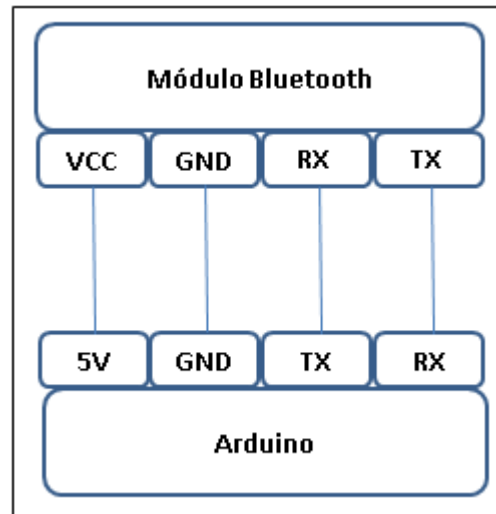 Módulo Bluetooth
VCC GND RX TX
5V GND TX RX
Arduino